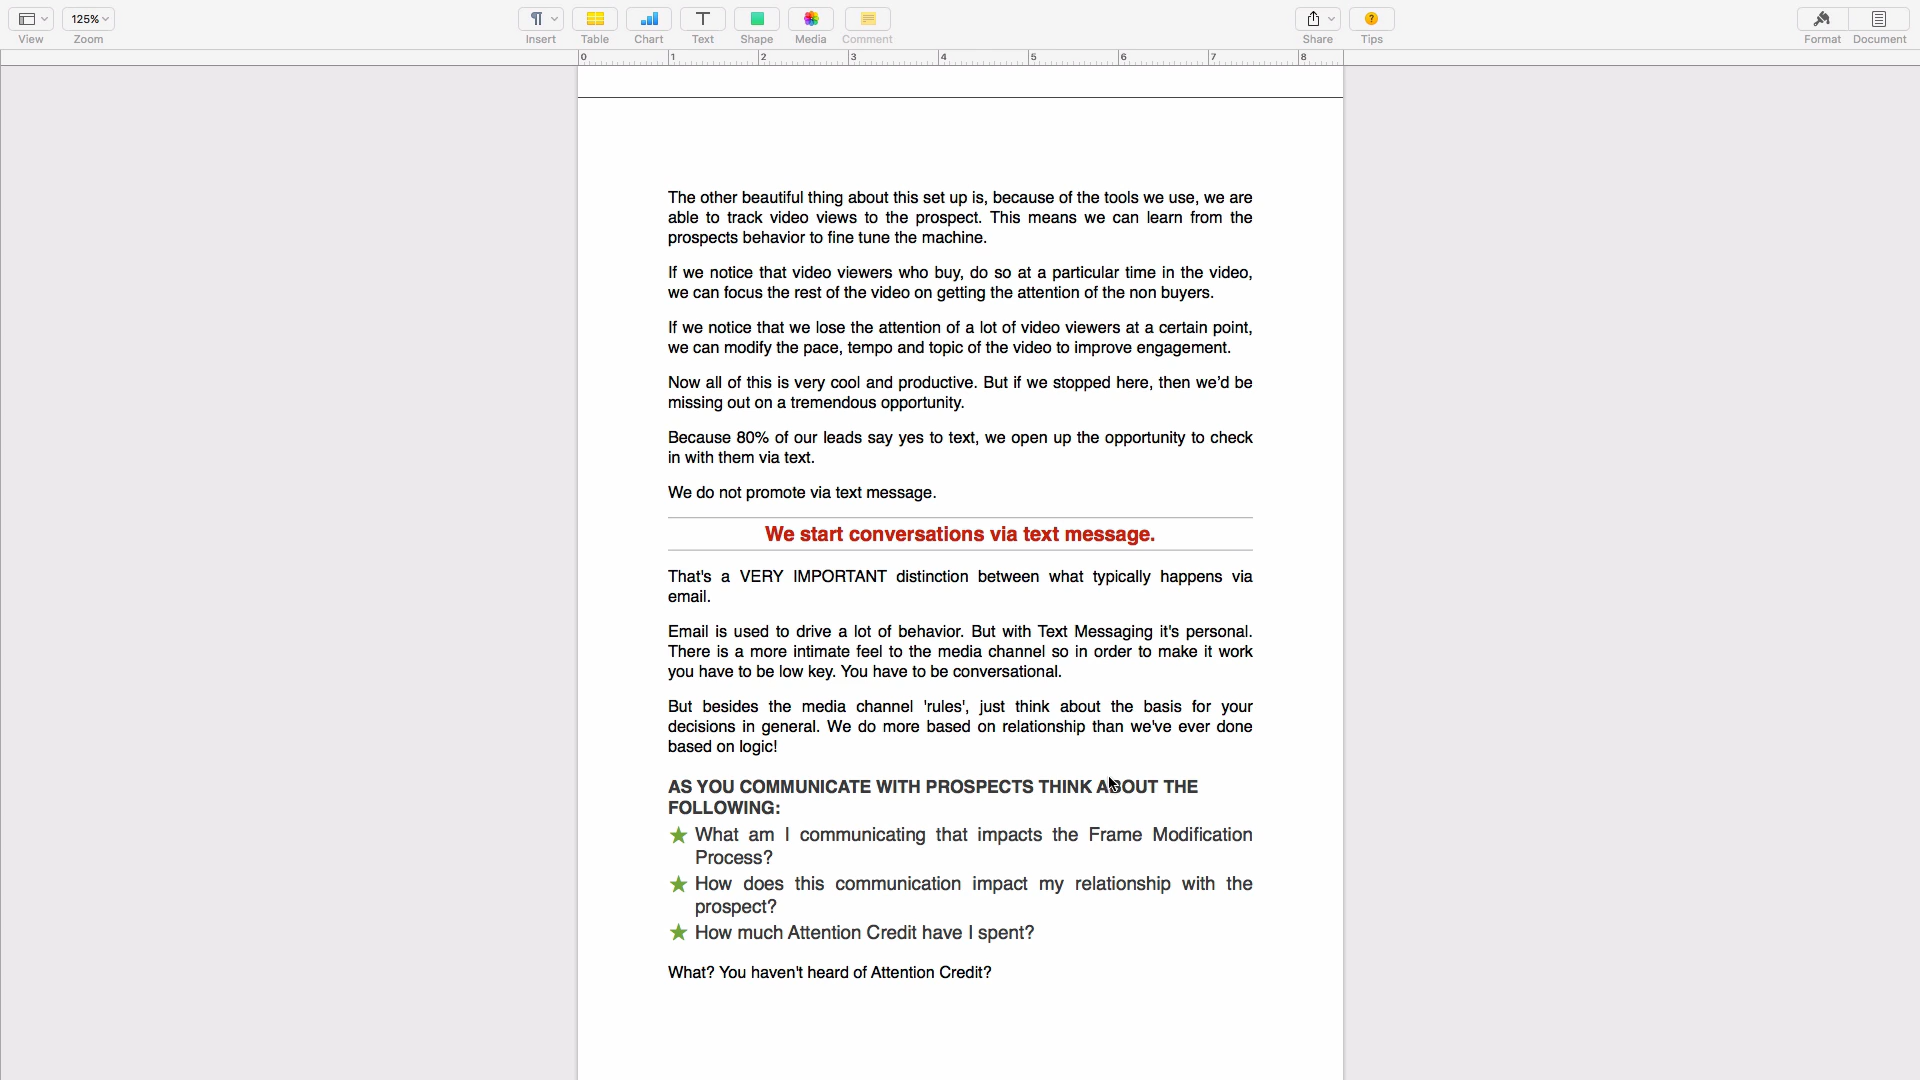 125%
View
Zoom
Insert
Table
Chart
Text
Shape
Media
Comment
Share
Tips
Format
Document
0 1 2 3 4 5 6 7 8
The other beautiful thing about this set up is, because of the tools we use, we are
able to track video views to the prospect. This means we can learn from the
prospects behavior to fine tune the machine.
If we notice that video viewers who buy, do so at a particular time in the video,
we can focus the rest of the video on getting the attention of the non buyers.
If we notice that we lose the attention of a lot of video viewers at a certain point,
we can modify the pace, tempo and topic of the video to improve engagement.
Now all of this is very cool and productive. But if we stopped here, then we’d be
missing out on a tremendous opportunity.
Because 80% of our leads say yes to text, we open up the opportunity to check
in with them via text.
We do not promote via text message.
We start conversations via text message.
That's a VERY IMPORTANT distinction between what typically happens via
email.
Email is used to drive a lot of behavior. But with Text Messaging it's personal.
There is a more intimate feel to the media channel so in order to make it work
you have to be low key. You have to be conversational.
But besides the media channel 'rules', just think about the basis for your
decisions in general. We do more based on relationship than we've ever done
based on logic!
AS YOU COMMUNICATE WITH PROSPECTS THINK ABOUT THE
FOLLOWING:
What am I communicating that impacts the Frame Modification
Process?
How does this communication impact my relationship with the
prospect?
How much Attention Credit have I spent?
What? You haven't heard of Attention Credit?